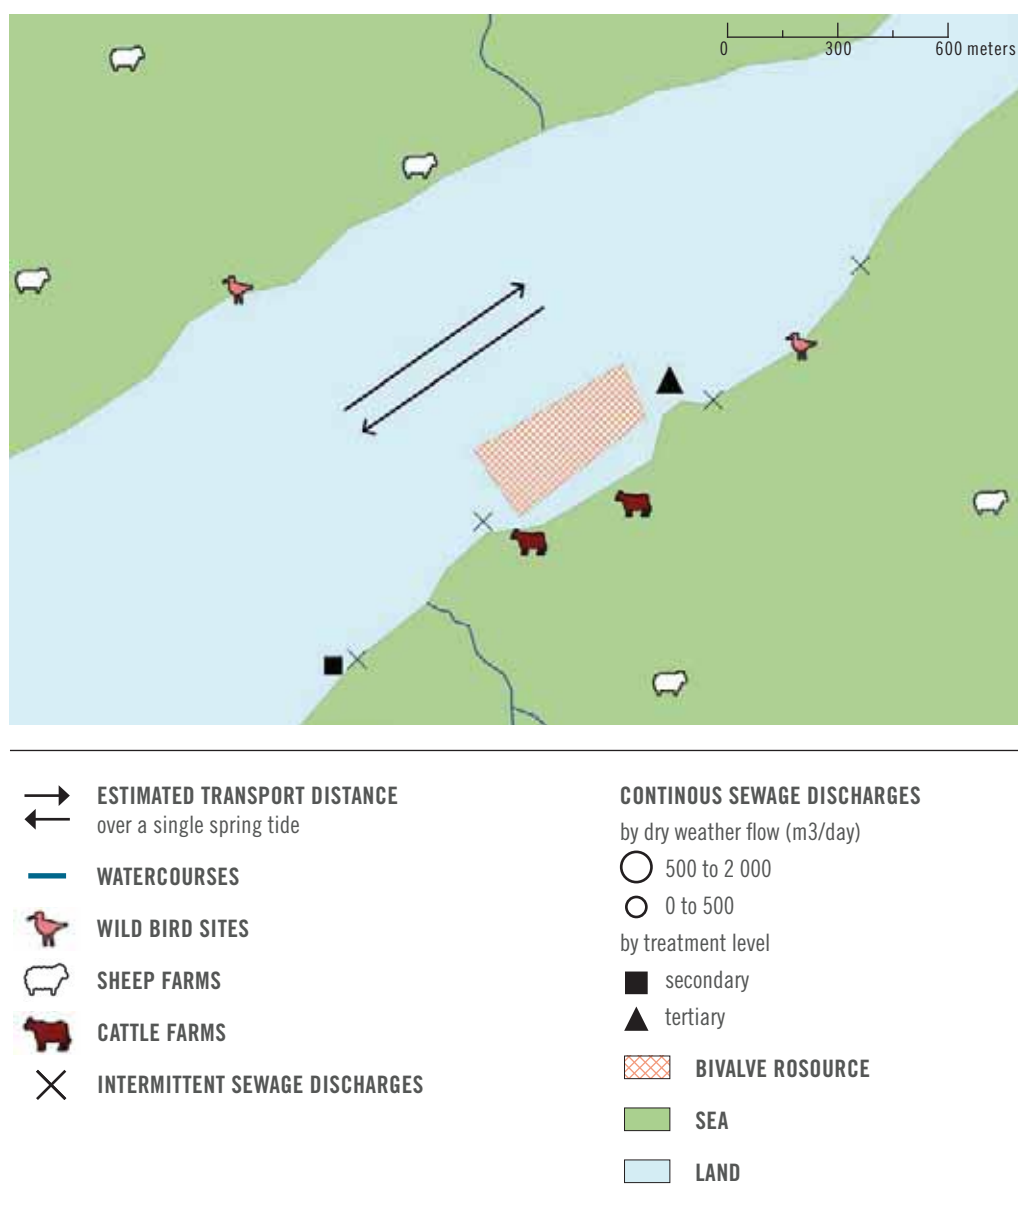 0 300 600 meters
ESTIMATED TRANSPORT DISTANCE
over a single spring tide
WATERCOURSES
WILD BIRD SITES
SHEEP FARMS
CATTLE FARMS
INTERMITTENT SEWAGE DISCHARGES
CONTINOUS SEWAGE DISCHARGES
by dry weather flow (m3/day)
500 to 2 000
0 to 500
by treatment level
secondary
tertiary
BIVALVE ROSOURCE
SEA
LAND